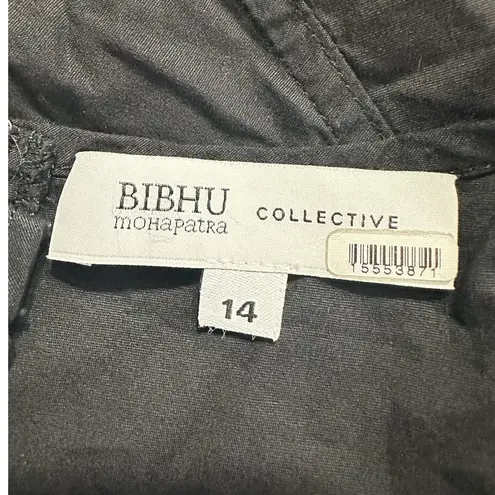 BIBHU
mohapatra
COLLECTIVE
15553871
14